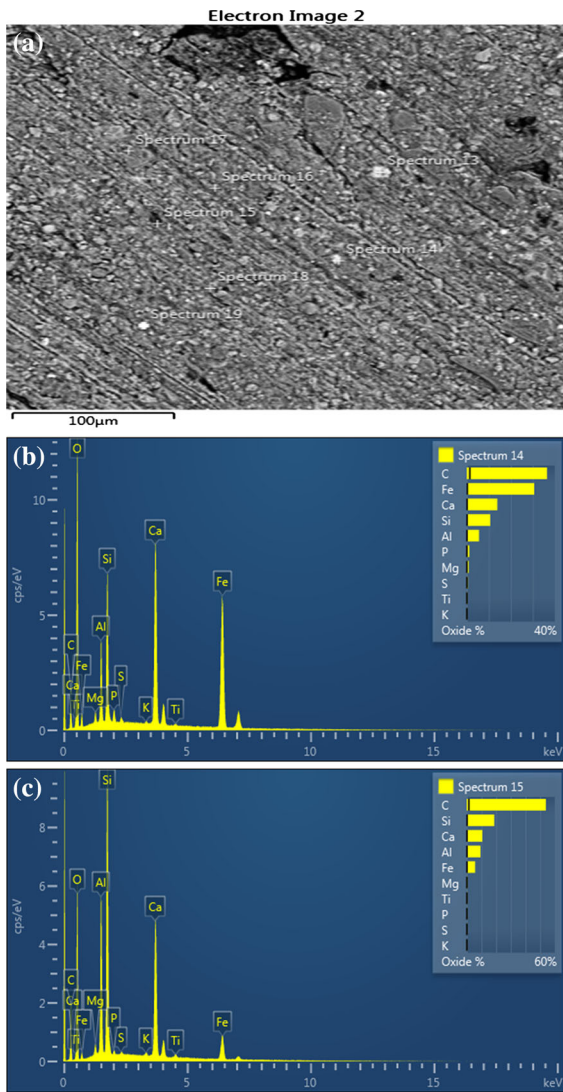 Electron Image 2
(a)
Spectrum 17
Spectrum 13
Spectrum 16
Spectrum 15
Spectrum 14
Spectrum 18
Spectrum 19
100µm
(b)
O
Ca
Si
Fe
Al
C
Fe
S
Ca
Mg
P
K
Ti
Ti
cps/eV
10
5
0
0 5 10 15 keV
Spectrum 14
C
Fe
Ca
Si
Al
P
Mg
S
Ti
K
Oxide % 40%
(c)
Si
O
Al
Ca
C
Ca
Mg
Fe
P
S
K
Ti
Fe
Ti
cps/eV
8
6
4
2
0
0 5 10 15 keV
Spectrum 15
C
Si
Ca
Al
Fe
Mg
Ti
P
S
K
Oxide % 60%